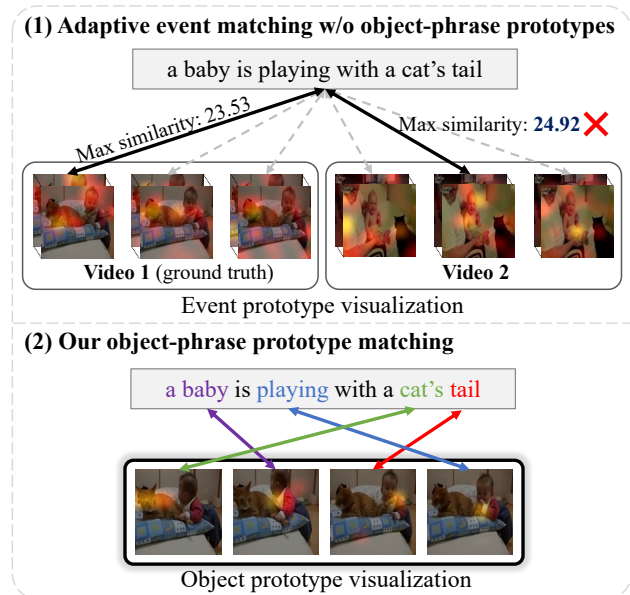 (1) Adaptive event matching w/o object-phrase prototypes
a baby is playing with a cat's tail
Max similarity: 23.53
Max similarity: 24.92
Video 1 (ground truth)
Video 2
Event prototype visualization
(2) Our object-phrase prototype matching
a baby is playing with a cat's tail
Object prototype visualization